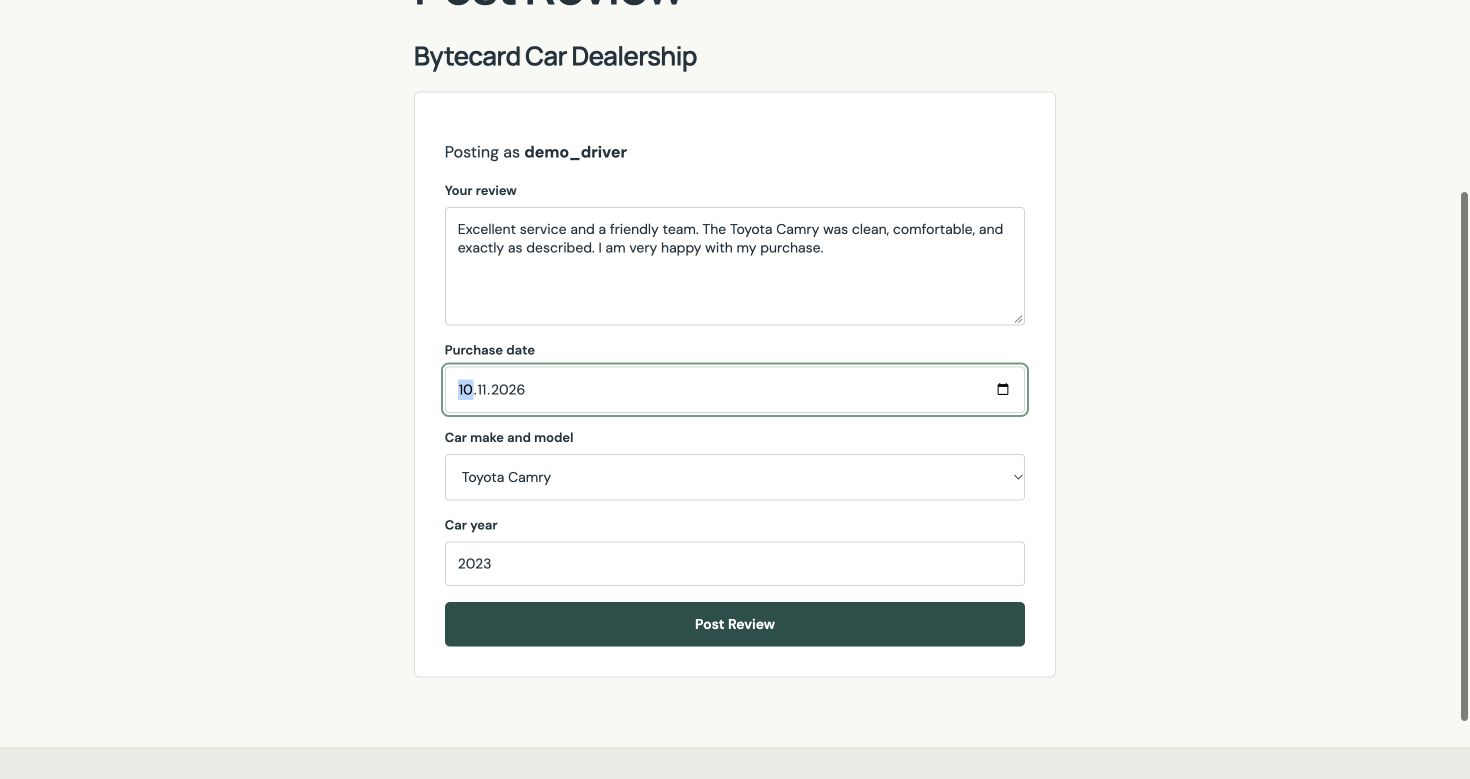 Post Review
Bytecard Car Dealership
Posting as demo_driver
Your review
Excellent service and a friendly team. The Toyota Camry was clean, comfortable, and
exactly as described. I am very happy with my purchase.
Purchase date
10.11.2026
Car make and model
Toyota Camry
Car year
2023
Post Review